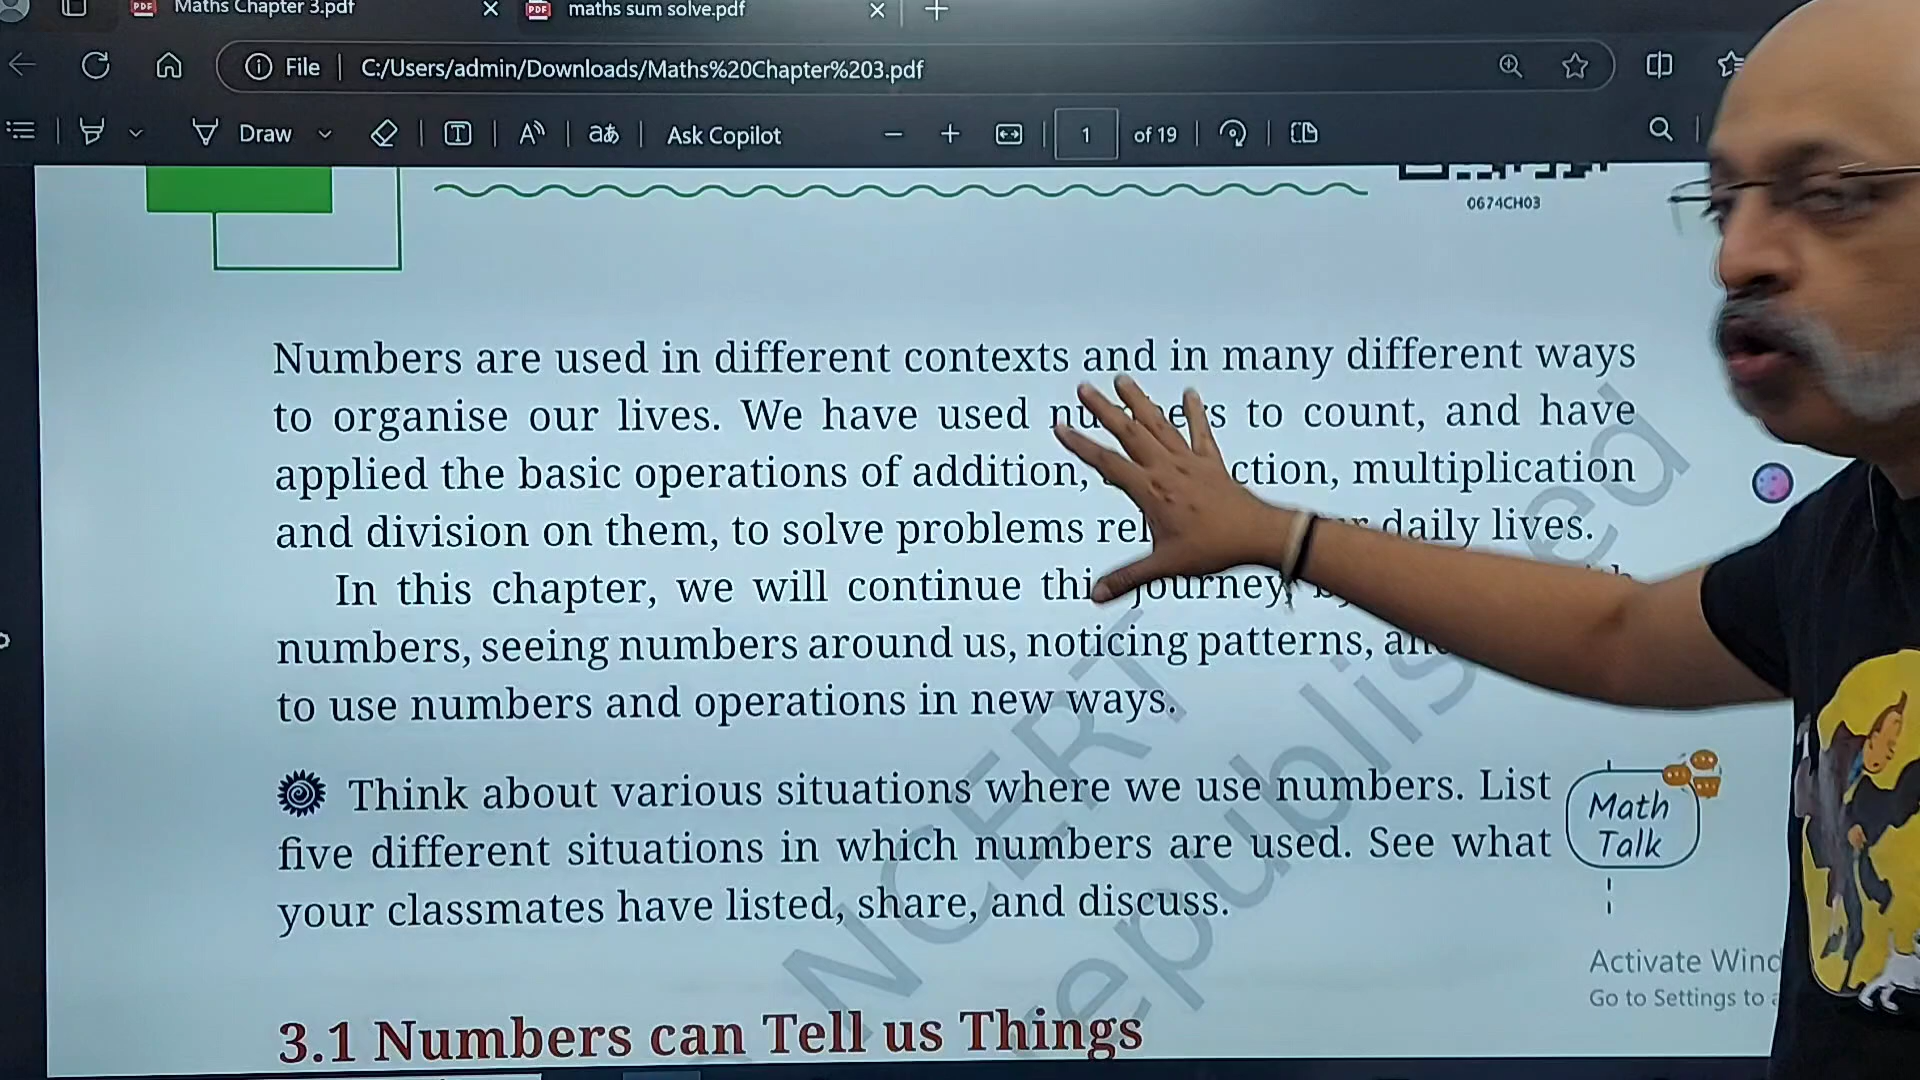 Maths Chapter 3.pdf
maths sum solve.pdf
File
C:/Users/admin/Downloads/Maths%20Chapter%203.pdf
Draw
Ask Copilot
1 of 19
0674CH03
Numbers are used in different contexts and in many different ways
to organise our lives. We have used numbers to count, and have
applied the basic operations of addition, multiplication
and division on them, to solve problems daily lives.
In this chapter, we will continue this journey,
numbers, seeing numbers around us, noticing patterns,
to use numbers and operations in new ways.
Think about various situations where we use numbers. List
five different situations in which numbers are used. See what
your classmates have listed, share, and discuss.
Math
Talk
NCERT
republished
Activate
Go to Settings to
3.1 Numbers can Tell us Things